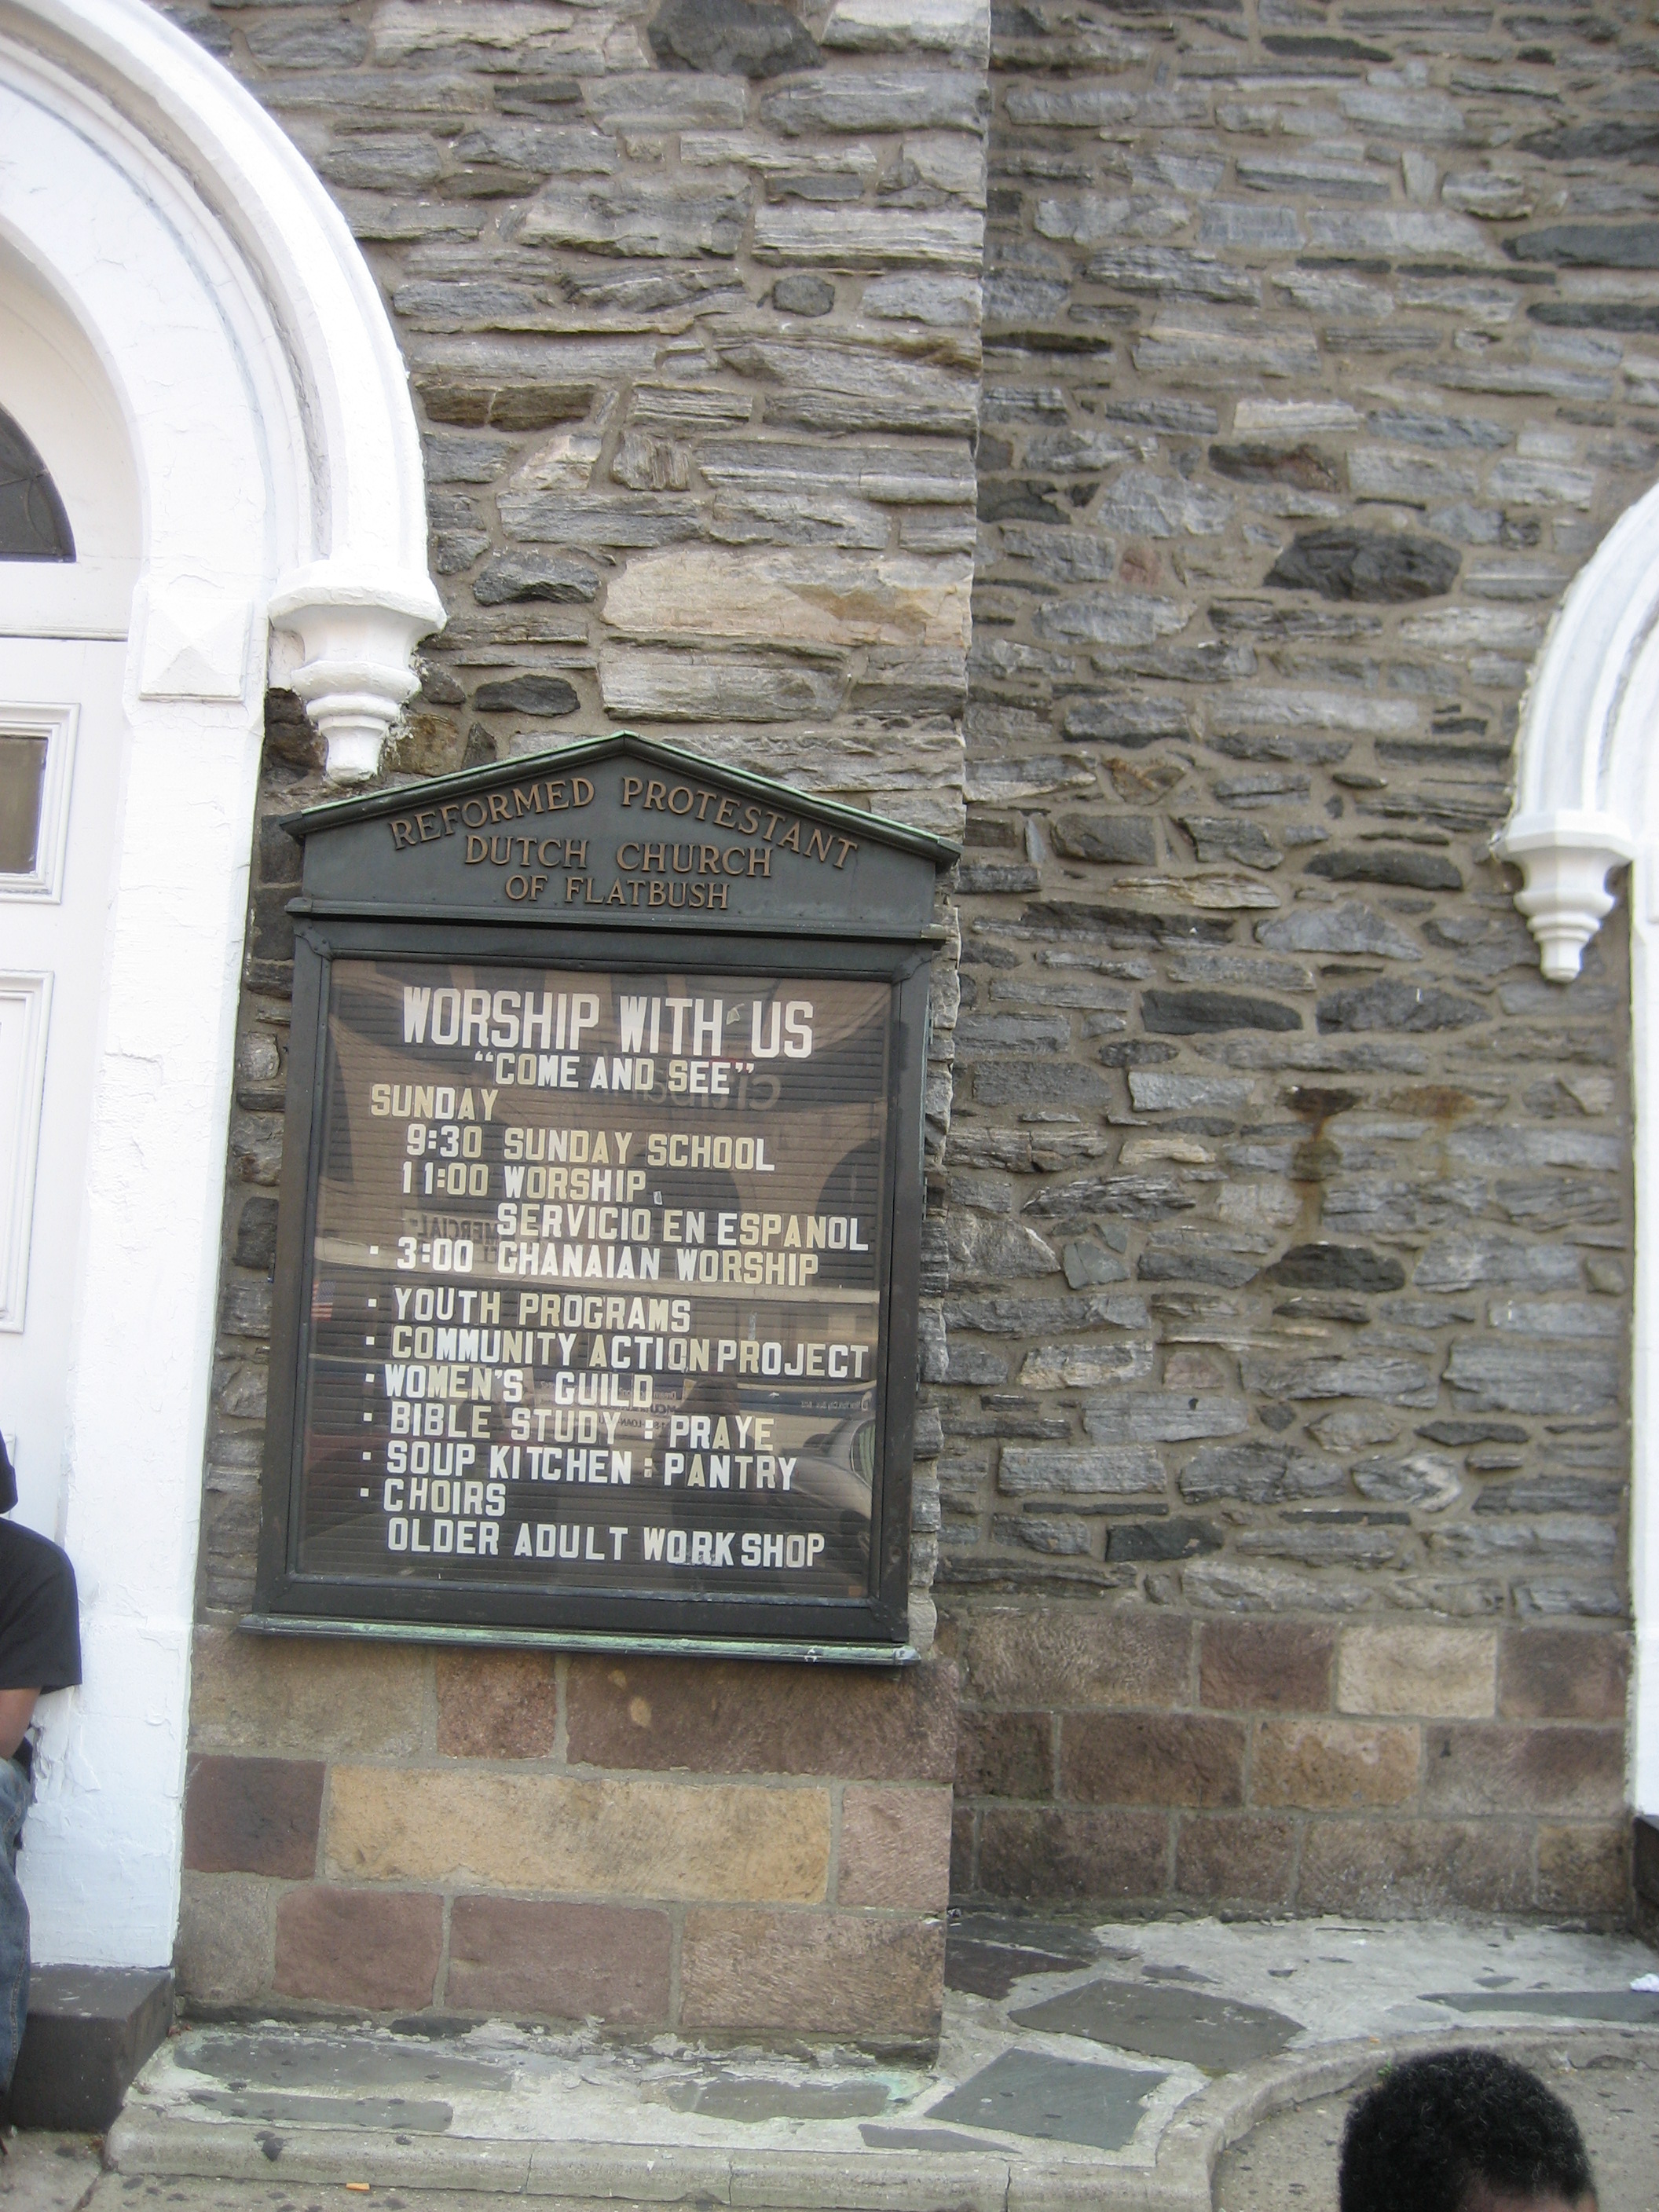 REFORMED PROTESTANT
DUTCH CHURCH
OF FLATBUSH
WORSHIP WITH US
"COME AND SEE"
SUNDAY
9:30 SUNDAY SCHOOL
11:00 WORSHIP
SERVICIO EN ESPANOL
· 3:00 GHANAIAN WORSHIP
· YOUTH PROGRAMS
· COMMUNITY ACTION PROJECT
· WOMEN'S GUILD
· BIBLE STUDY : PRAYE
· SOUP KITCHEN : PANTRY
· CHOIRS
OLDER ADULT WORKSHOP